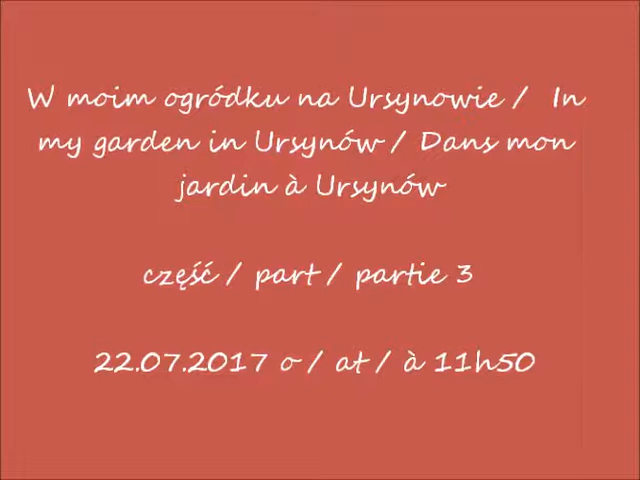 W moim ogródku na Ursynowie / In
my garden in Ursynów / Dans mon
jardin à Ursynów
część / part / partie 3
22.07.2017 o / at / à 11h50